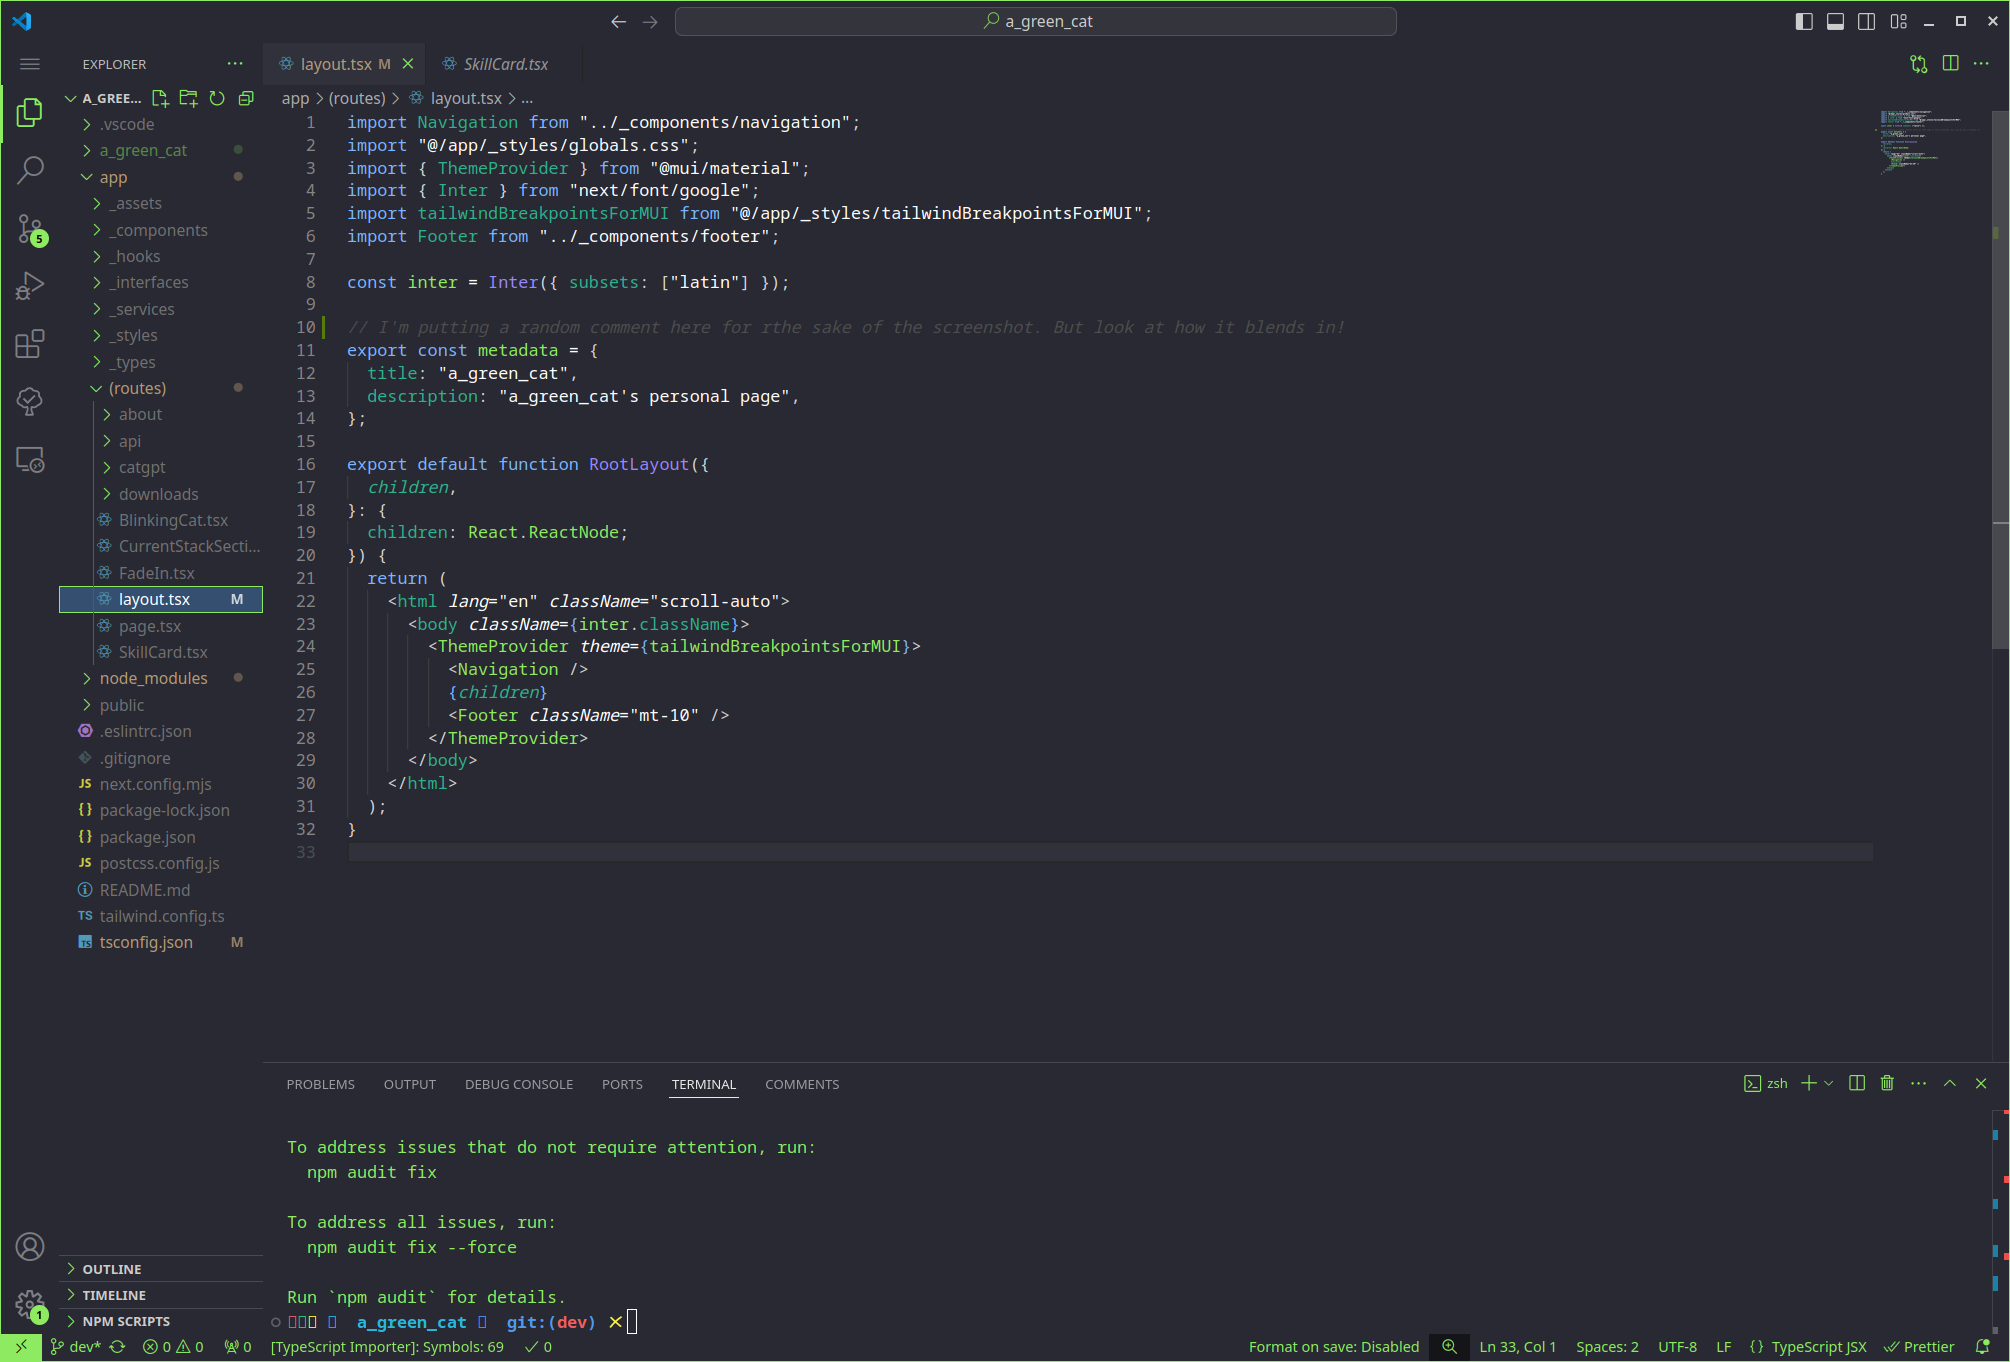 a_green_cat
EXPLORER
layout.tsx M
SkillCard.tsx
A_GREE...
app > (routes) > layout.tsx > ...
.vscode
a_green_cat
app
_assets
_components
_hooks
_interfaces
_services
_styles
_types
(routes)
about
api
catgpt
downloads
BlinkingCat.tsx
CurrentStackSecti...
FadeIn.tsx
layout.tsx M
page.tsx
SkillCard.tsx
node_modules
public
.eslintrc.json
.gitignore
JS next.config.mjs
{} package-lock.json
{} package.json
JS postcss.config.js
README.md
TS tailwind.config.ts
TS tsconfig.json M
OUTLINE
TIMELINE
NPM SCRIPTS
5
1
1 import Navigation from "../_components/navigation";
2 import "@/app/_styles/globals.css";
3 import { ThemeProvider } from "@mui/material";
4 import { Inter } from "next/font/google";
5 import tailwindBreakpointsForMUI from "@/app/_styles/tailwindBreakpointsForMUI";
6 import Footer from "../_components/footer";
7
8 const inter = Inter({ subsets: ["latin"] });
9
10 // I'm putting a random comment here for rthe sake of the screenshot. But look at how it blends in!
11 export const metadata = {
12   title: "a_green_cat",
13   description: "a_green_cat's personal page",
14 };
15
16 export default function RootLayout({
17   children,
18 }: {
19   children: React.ReactNode;
20 }) {
21   return (
22     <html lang="en" className="scroll-auto">
23       <body className={inter.className}>
24         <ThemeProvider theme={tailwindBreakpointsForMUI}>
25           <Navigation />
26           {children}
27           <Footer className="mt-10" />
28         </ThemeProvider>
29       </body>
30     </html>
31   );
32 }
33
PROBLEMS OUTPUT DEBUG CONSOLE PORTS TERMINAL COMMENTS
zsh
To address issues that do not require attention, run:
  npm audit fix
To address all issues, run:
  npm audit fix --force
Run `npm audit` for details.
a_green_cat git:(dev)
dev* 0 0 0 [TypeScript Importer]: Symbols: 69 0 Format on save: Disabled Ln 33, Col 1 Spaces: 2 UTF-8 LF {} TypeScript JSX Prettier